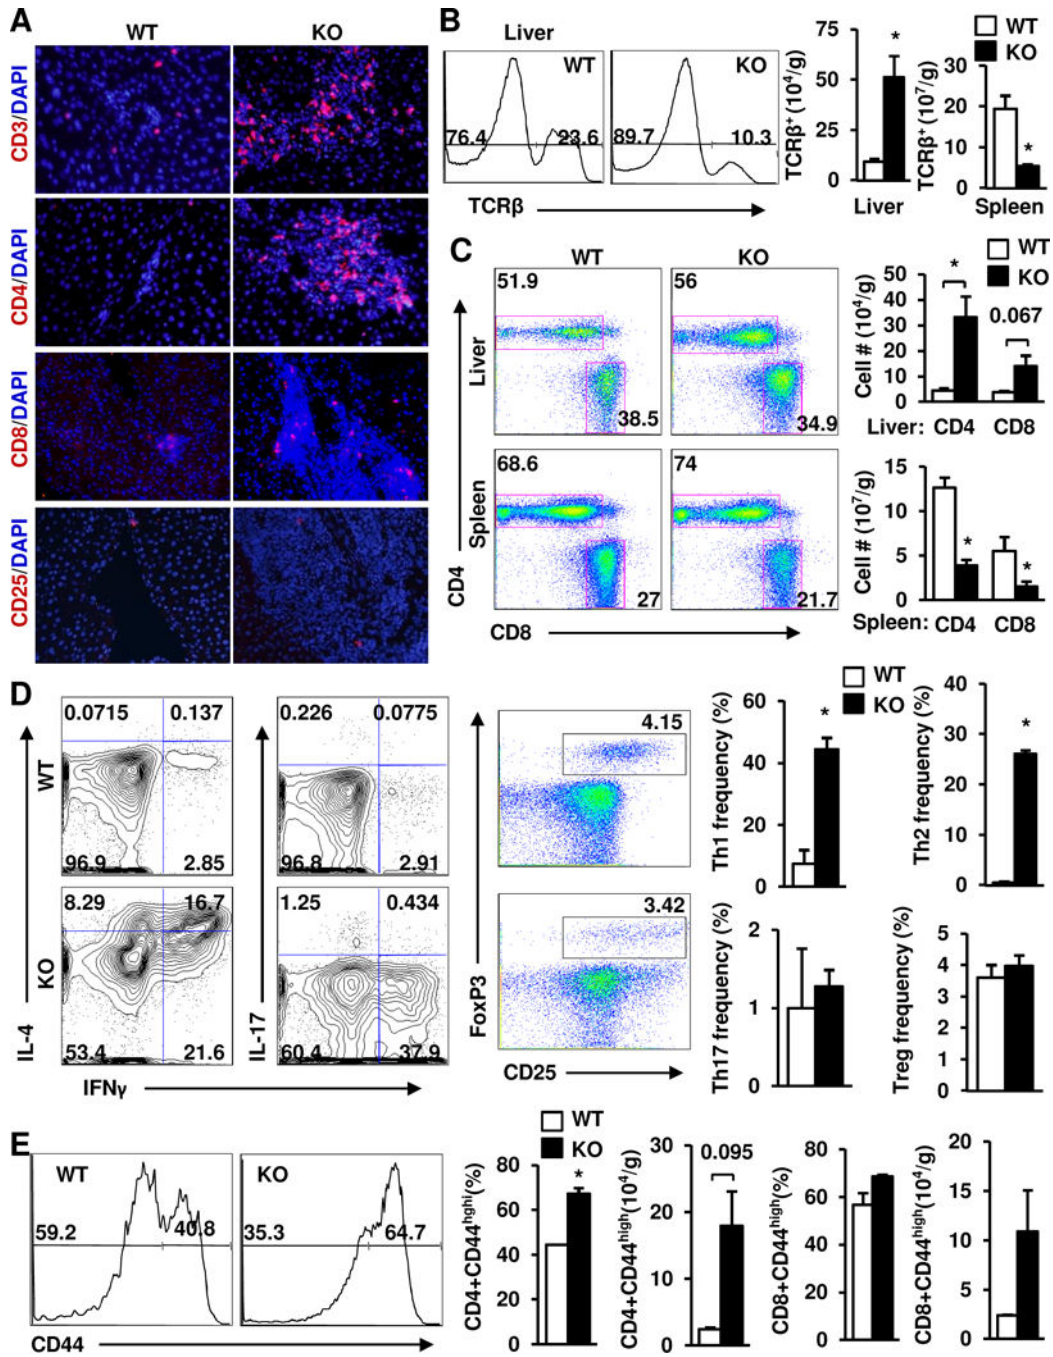 A
WT
KO
CD3/DAPI
CD4/DAPI
CD8/DAPI
CD25/DAPI
B
Liver
WT
76.4
23.6
KO
89.7
10.3
TCRβ
TCRβ⁺ (10⁴/g)
75
50
25
0
*
Liver
WT
KO
TCRβ⁺ (10⁷/g)
30
20
10
0
*
Spleen
C
WT
KO
Liver
51.9
38.5
56
34.9
Spleen
68.6
27
74
21.7
CD4
CD8
WT
KO
Cell # (10⁴/g)
50
40
30
20
10
0
*
0.067
Liver: CD4 CD8
Cell # (10⁷/g)
15
10
5
0
*
*
Spleen: CD4 CD8
D
WT
0.0715 0.137
96.9 2.85
0.226 0.0775
96.8 2.91
4.15
KO
8.29 16.7
53.4 21.6
1.25 0.434
60.4 37.9
3.42
IL-4
IFNγ
IL-17
FoxP3
CD25
WT
KO
Th1 frequency (%)
60
40
20
0
*
Th2 frequency (%)
40
30
20
10
0
*
Th17 frequency (%)
2
1
0
Treg frequency (%)
5
4
3
2
1
0
E
WT
59.2
40.8
KO
35.3
64.7
CD44
WT
KO
CD4+CD44ʰᵍʰⁱ(%)
80
60
40
20
0
*
CD4+CD44ʰⁱᵍʰ(10⁴/g)
30
20
10
0
0.095
CD8+CD44ʰⁱᵍʰ(%)
80
60
40
20
0
CD8+CD44ʰⁱᵍʰ(10⁴/g)
20
15
10
5
0